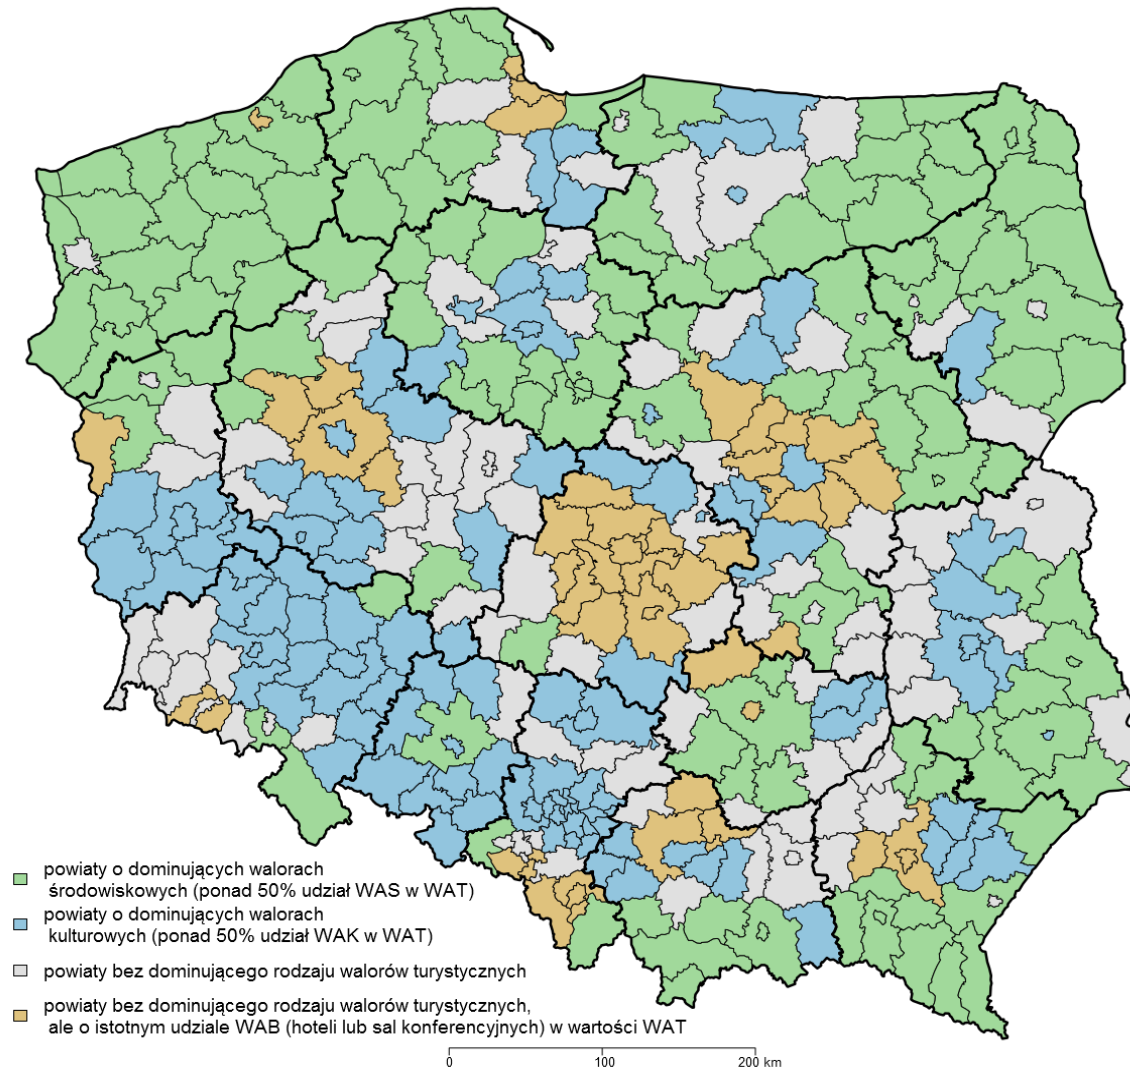 powiaty o dominujących walorach
środowiskowych (ponad 50% udział WAS w WAT)
powiaty o dominujących walorach
kulturowych (ponad 50% udział WAK w WAT)
powiaty bez dominującego rodzaju walorów turystycznych
powiaty bez dominującego rodzaju walorów turystycznych,
ale o istotnym udziale WAB (hoteli lub sal konferencyjnych) w wartości WAT
0 100 200 km